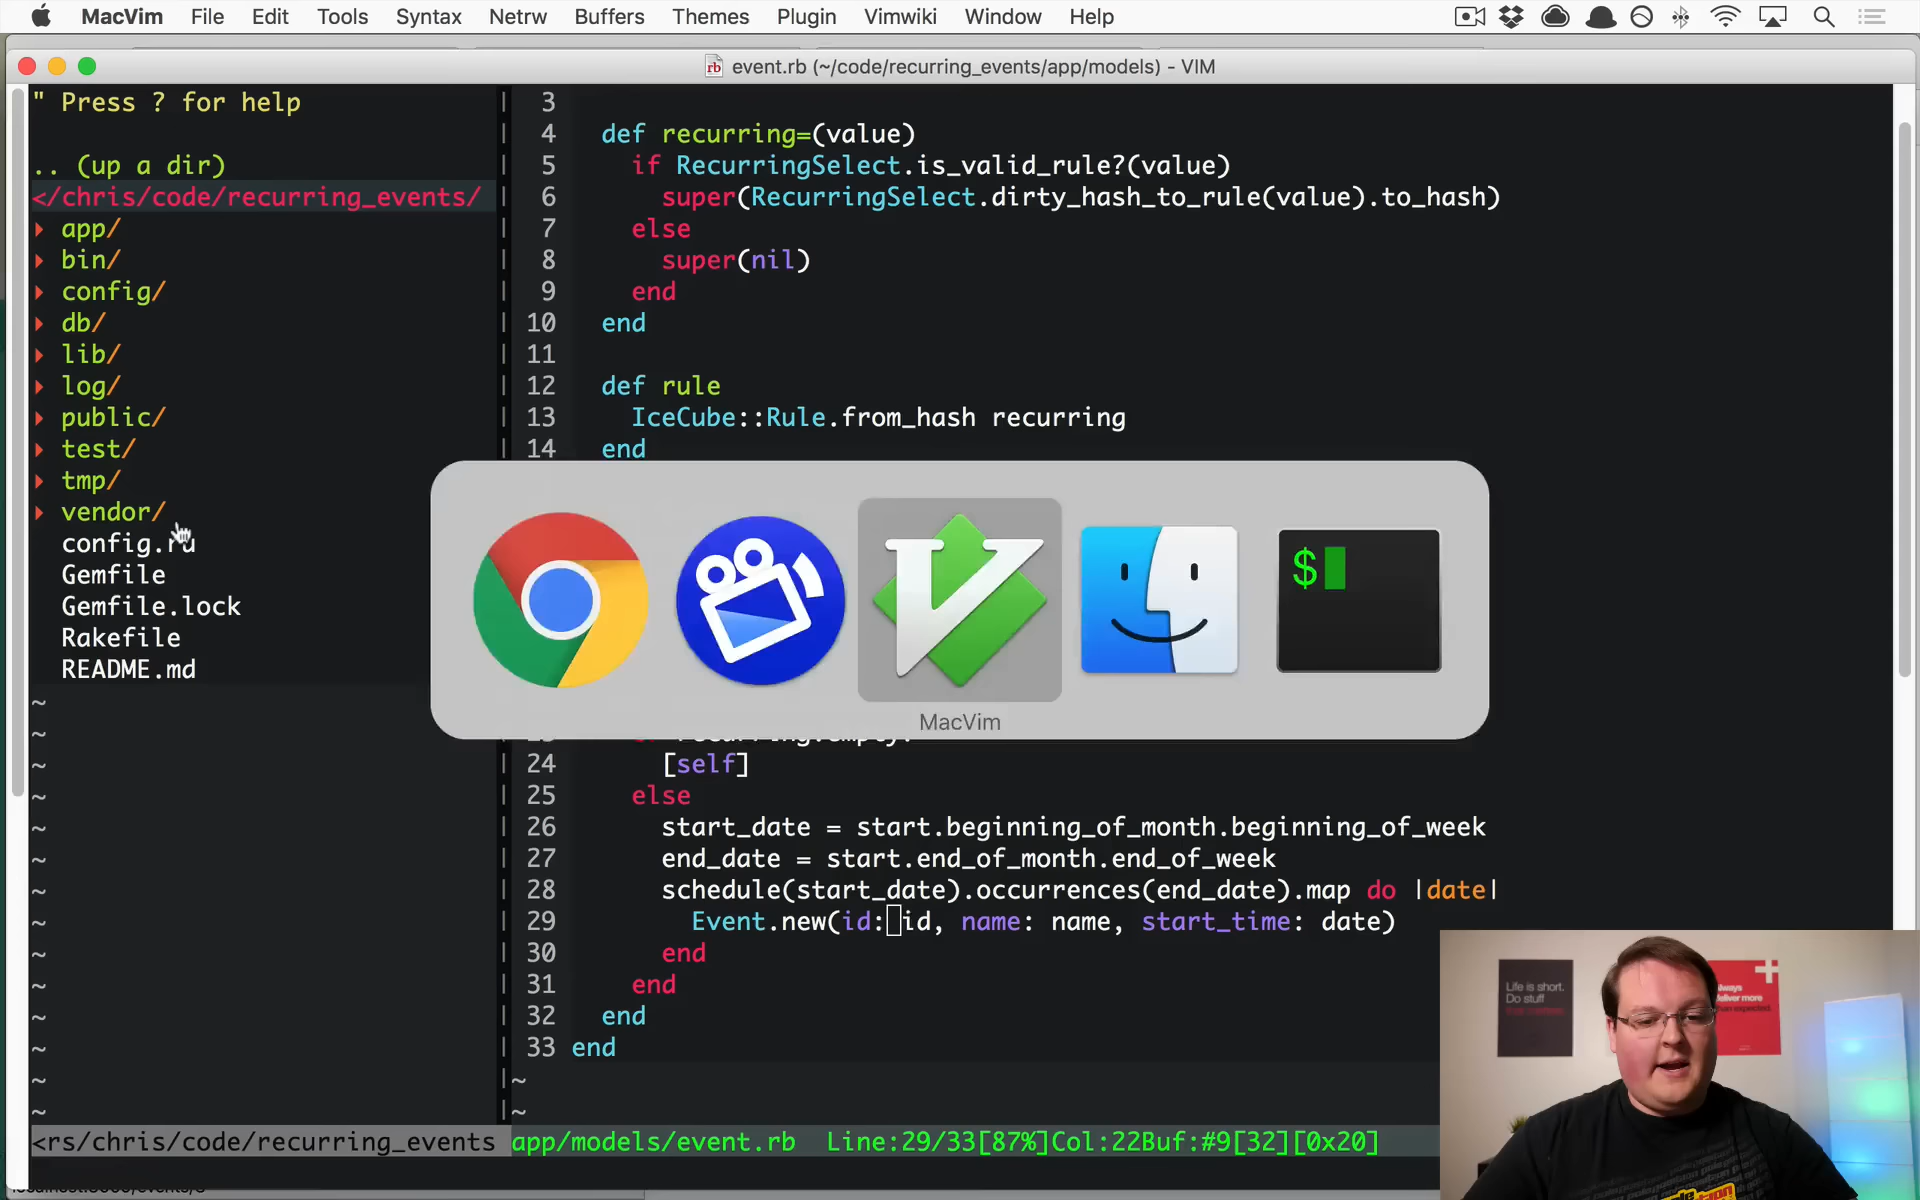 MacVim File Edit Tools Syntax Netrw Buffers Themes Plugin Vimwiki Window Help
event.rb (~/code/recurring_events/app/models) - VIM
" Press ? for help
.. (up a dir)
</chris/code/recurring_events/
app/
bin/
config/
db/
lib/
log/
public/
test/
tmp/
vendor/
config.ru
Gemfile
Gemfile.lock
Rakefile
README.md
3
4 def recurring=(value)
5 if RecurringSelect.is_valid_rule?(value)
6 super(RecurringSelect.dirty_hash_to_rule(value).to_hash)
7 else
8 super(nil)
9 end
10 end
11
12 def rule
13 IceCube::Rule.from_hash recurring
14 end
$
MacVim
24 [self]
25 else
26 start_date = start.beginning_of_month.beginning_of_week
27 end_date = start.end_of_month.end_of_week
28 schedule(start_date).occurrences(end_date).map do |date|
29 Event.new(id: id, name: name, start_time: date)
30 end
31 end
32 end
33 end
<rs/chris/code/recurring_events app/models/event.rb Line:29/33[87%]Col:22Buf:#9[32][0x20]
Life is short.
Do stuff